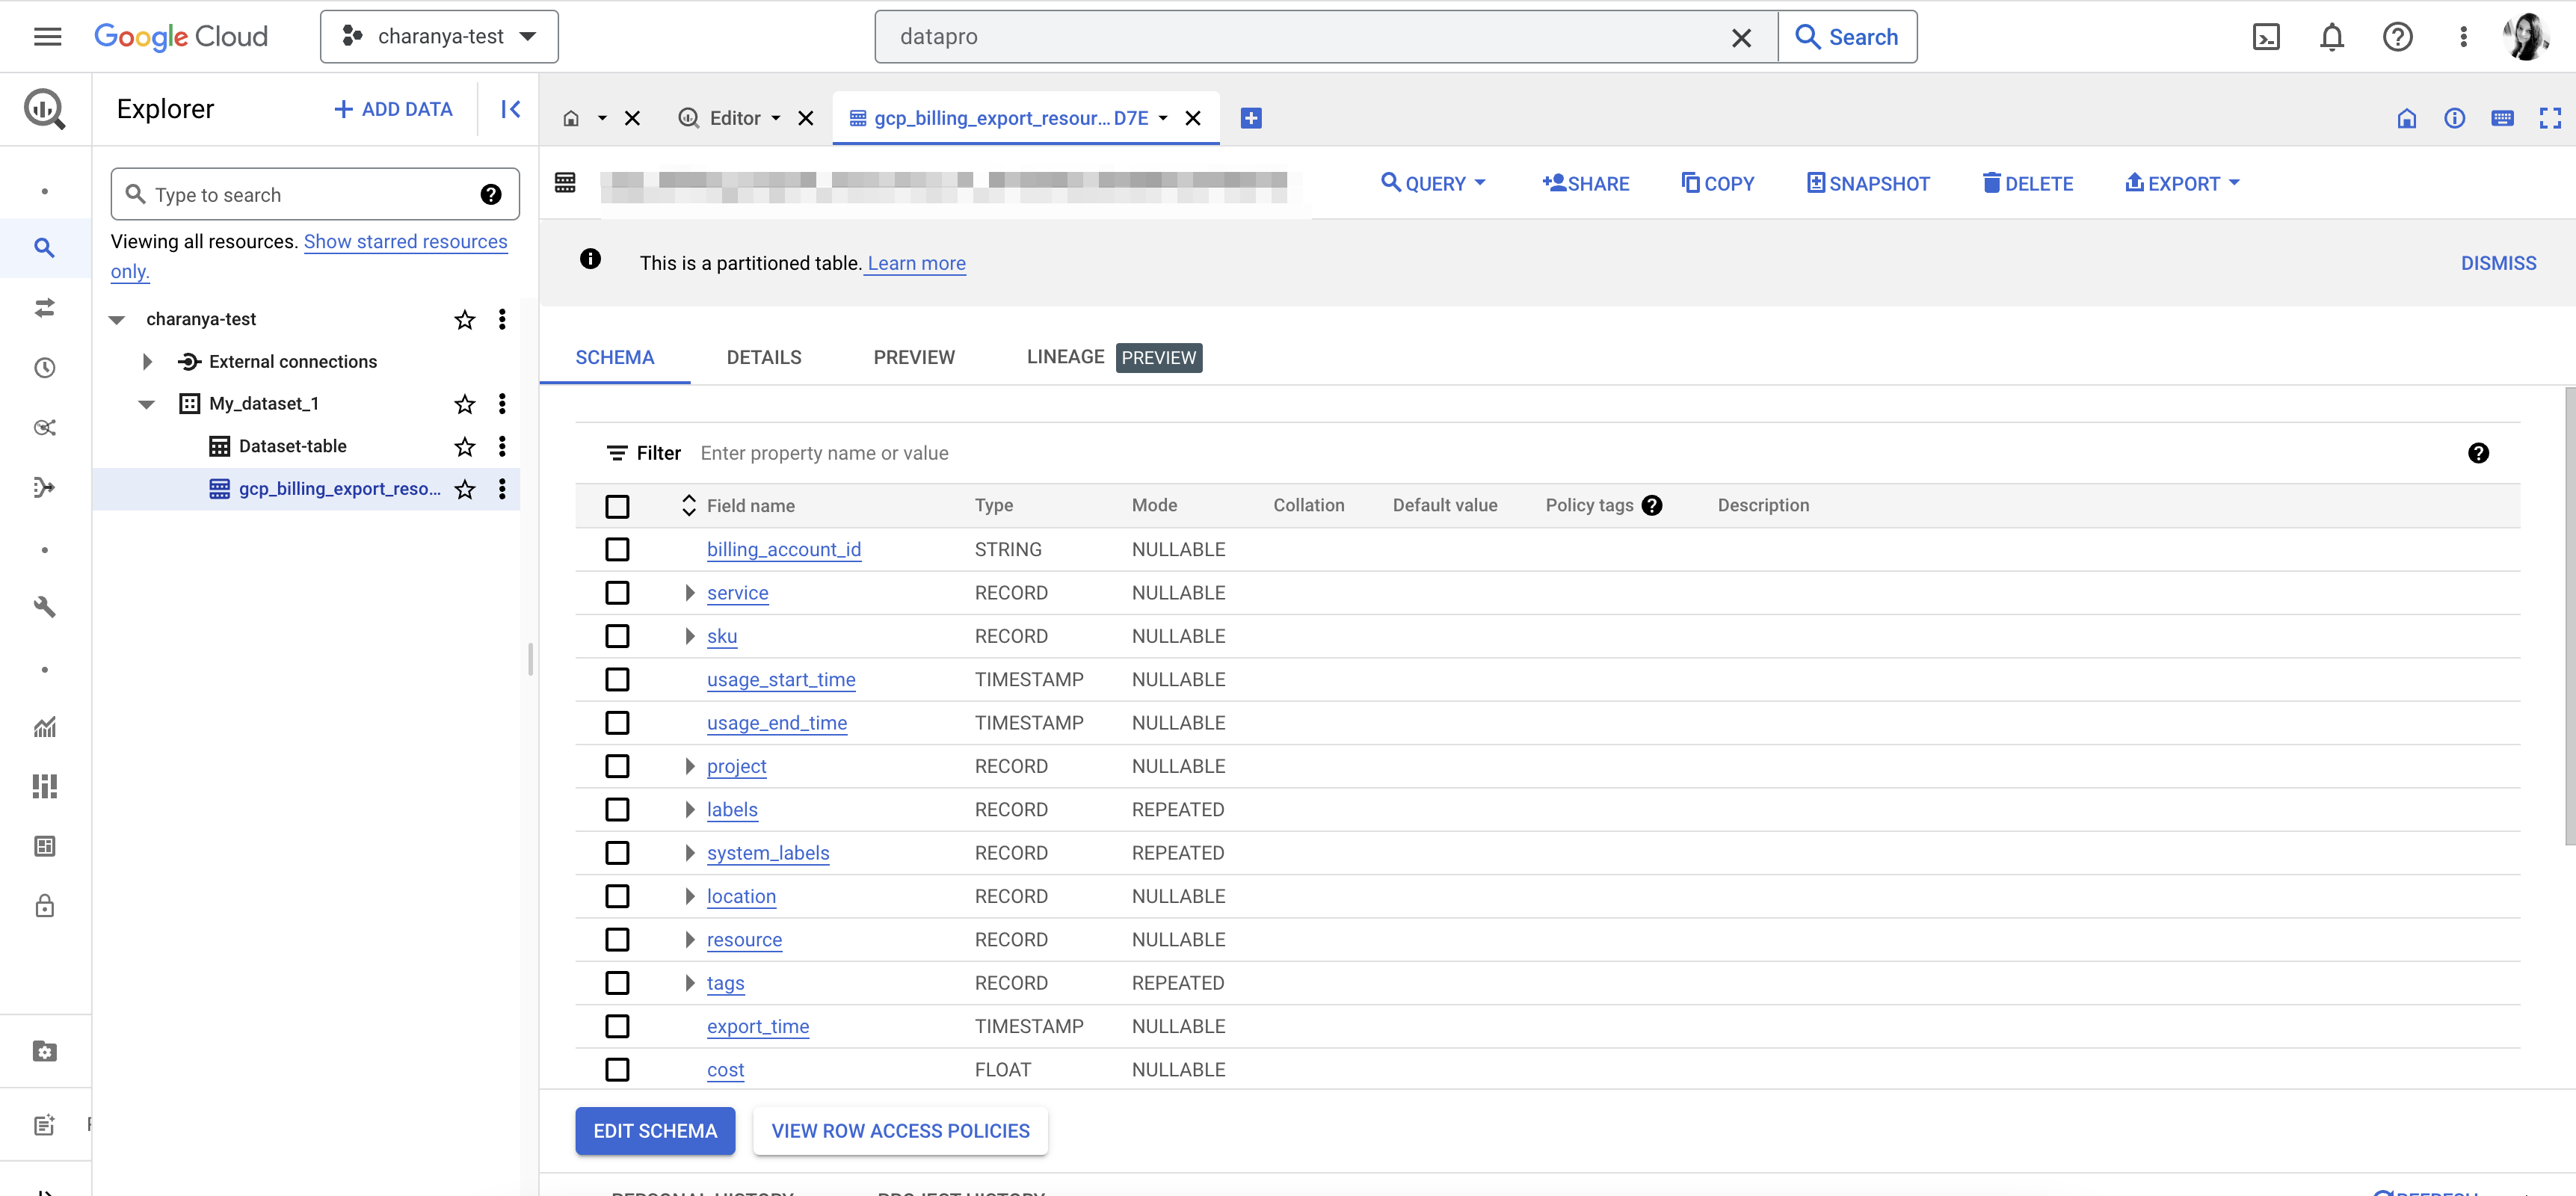 Google Cloud
charanya-test
datapro
Search
Explorer
+ ADD DATA
Editor
gcp_billing_export_resour... D7E
Type to search
QUERY
SHARE
COPY
SNAPSHOT
DELETE
EXPORT
Viewing all resources. Show starred resources
only.
This is a partitioned table. Learn more
DISMISS
charanya-test
External connections
My_dataset_1
Dataset-table
gcp_billing_export_reso...
SCHEMA
DETAILS
PREVIEW
LINEAGE PREVIEW
Filter Enter property name or value
Field name Type Mode Collation Default value Policy tags Description
billing_account_id STRING NULLABLE
service RECORD NULLABLE
sku RECORD NULLABLE
usage_start_time TIMESTAMP NULLABLE
usage_end_time TIMESTAMP NULLABLE
project RECORD NULLABLE
labels RECORD REPEATED
system_labels RECORD REPEATED
location RECORD NULLABLE
resource RECORD NULLABLE
tags RECORD REPEATED
export_time TIMESTAMP NULLABLE
cost FLOAT NULLABLE
EDIT SCHEMA
VIEW ROW ACCESS POLICIES
PERSONAL HISTORY
PROJECT HISTORY
REFRESH